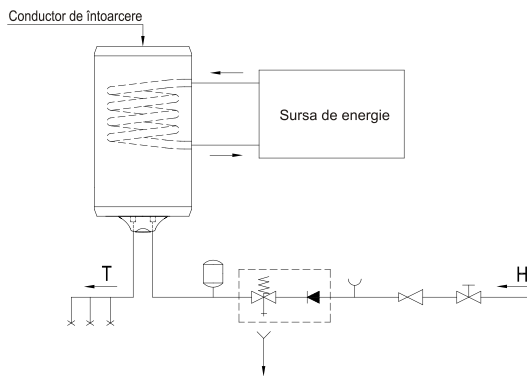 Conductor de întoarcere
Sursa de energie
T
H